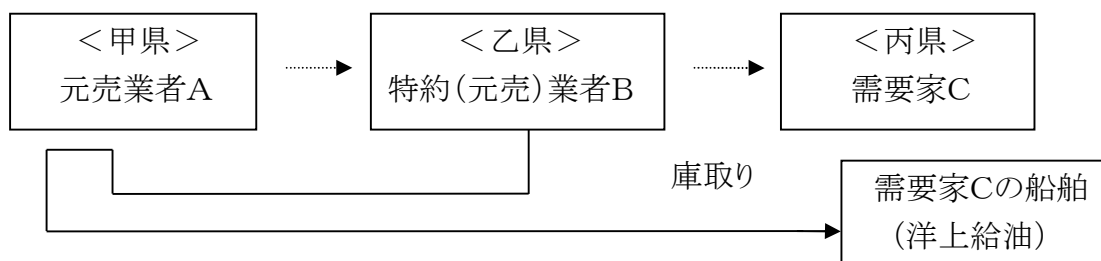 <甲県>
元売業者A
<乙県>
特約(元売)業者B
<丙県>
需要家C
庫取り
需要家Cの船舶
(洋上給油)